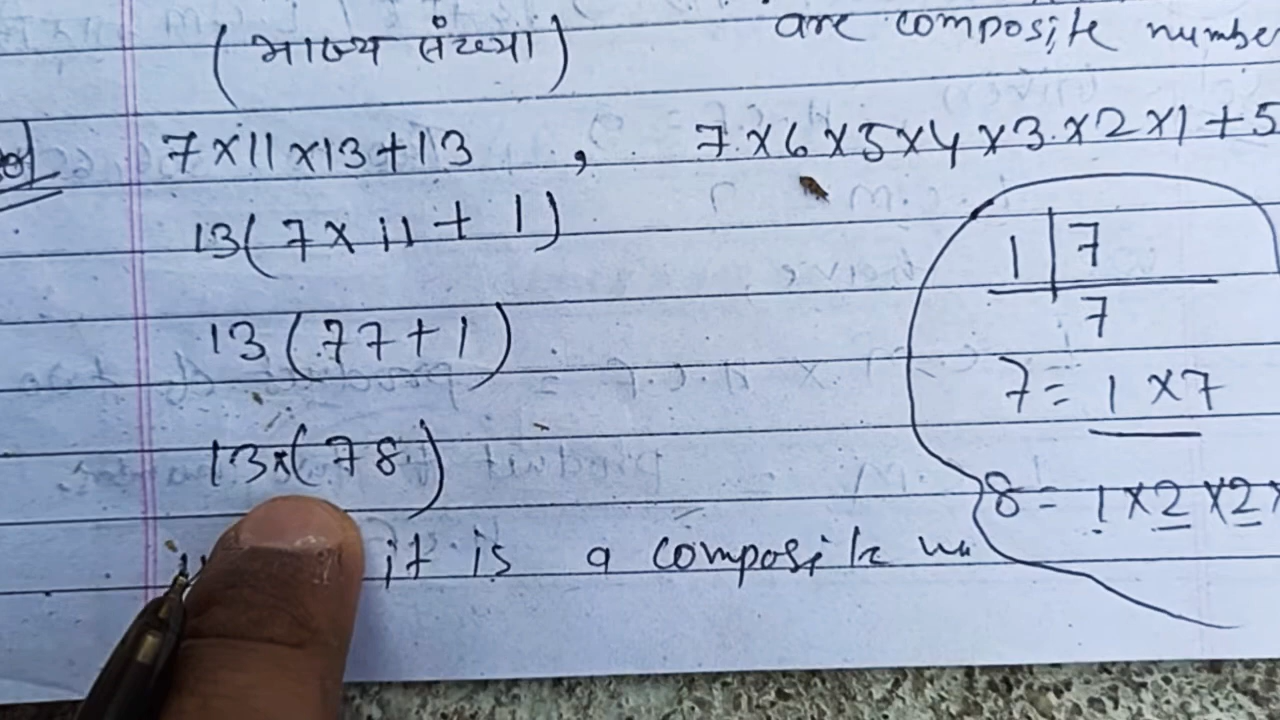 (भाज्य संख्या) are composite number
7×11×13+13 , 7×6×5×4×3×2×1+5
13(7×11+1)
13(77+1)
13×(78)
it is a composite no
1 7
7
7 = 1×7
8 = 1×2×2×